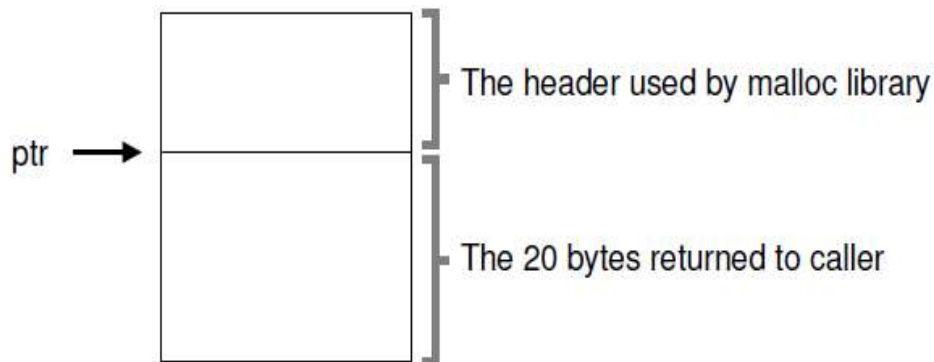 The header used by malloc library
ptr
The 20 bytes returned to caller